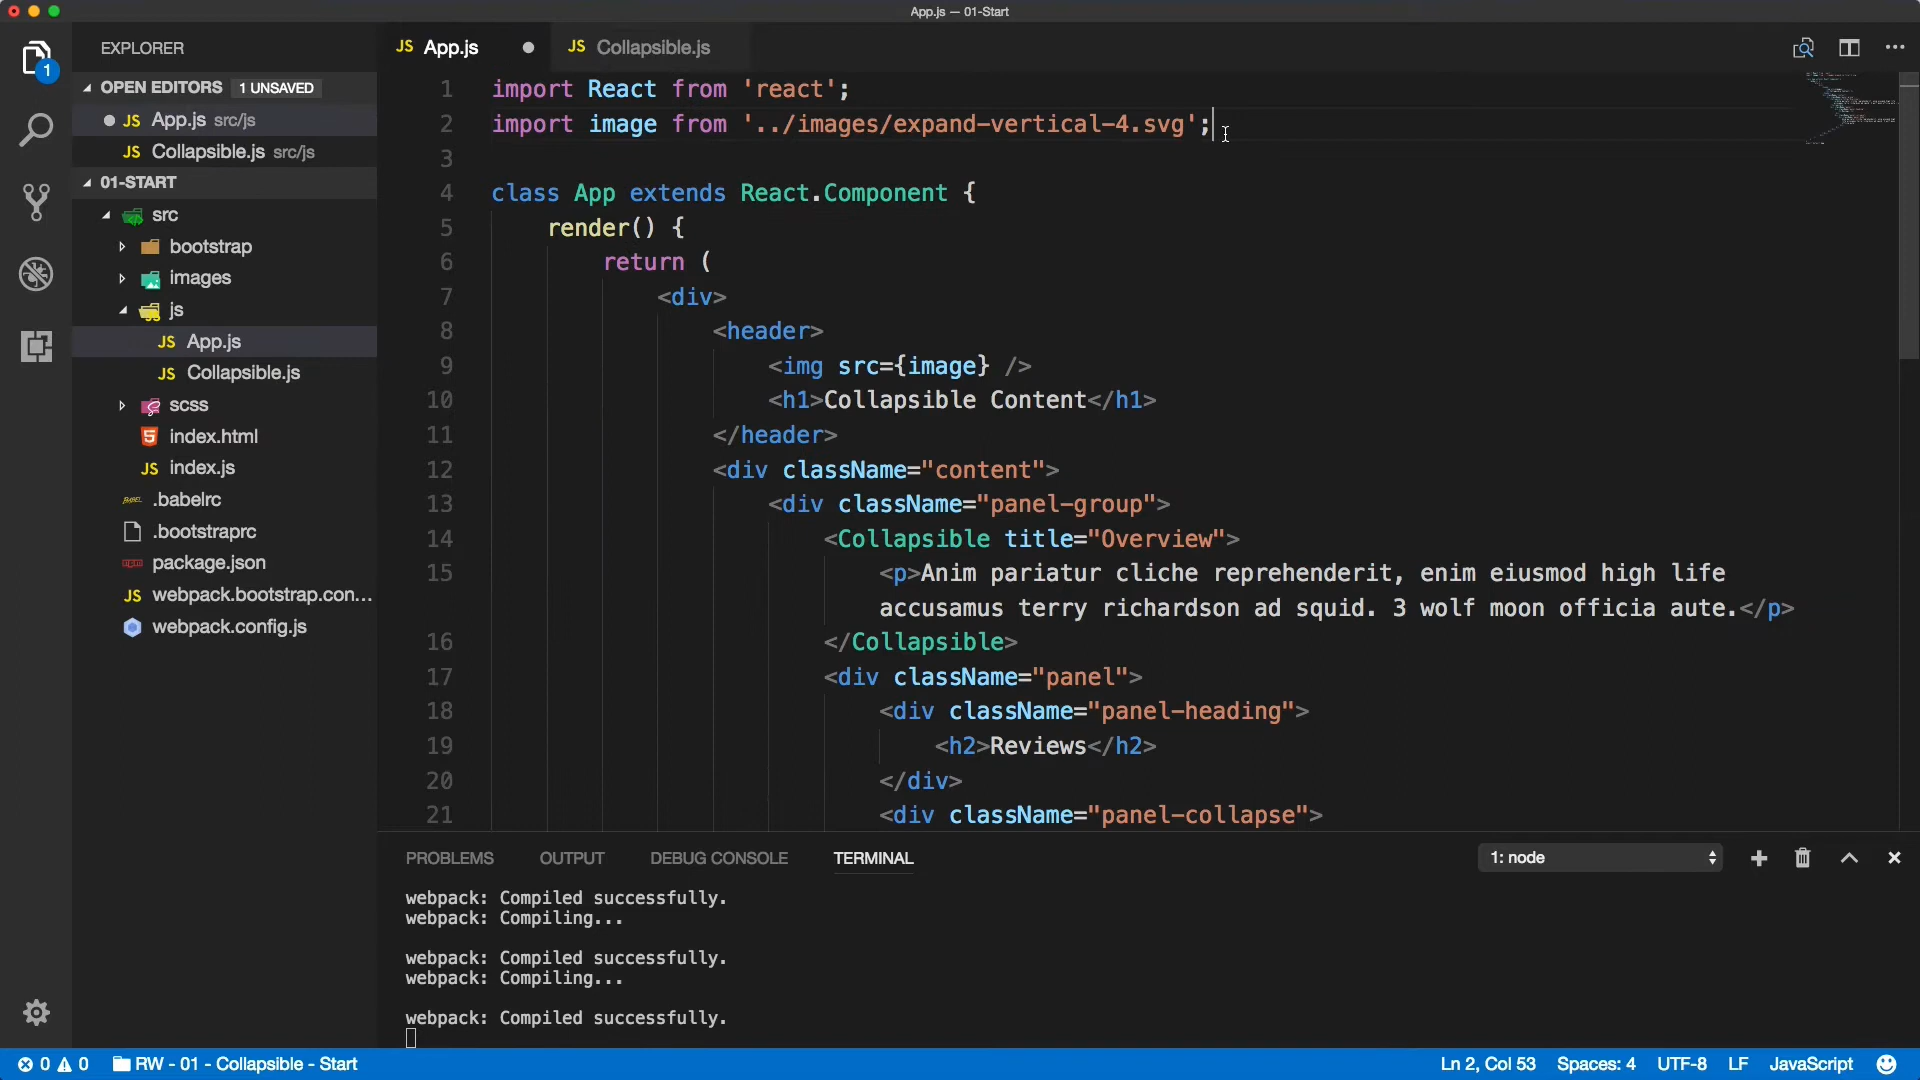 App.js — 01-Start
EXPLORER
OPEN EDITORS 1 UNSAVED
JS App.js src/js
JS Collapsible.js src/js
01-START
src
bootstrap
images
js
JS App.js
JS Collapsible.js
scss
5 index.html
JS index.js
.babelrc
.bootstraprc
package.json
JS webpack.bootstrap.con...
webpack.config.js
1
JS App.js
JS Collapsible.js
1 import React from 'react';
2 import image from '../images/expand-vertical-4.svg';
3
4 class App extends React.Component {
5 render() {
6 return (
7 <div>
8 <header>
9 <img src={image} />
10 <h1>Collapsible Content</h1>
11 </header>
12 <div className="content">
13 <div className="panel-group">
14 <Collapsible title="Overview">
15 <p>Anim pariatur cliche reprehenderit, enim eiusmod high life
accusamus terry richardson ad squid. 3 wolf moon officia aute.</p>
16 </Collapsible>
17 <div className="panel">
18 <div className="panel-heading">
19 <h2>Reviews</h2>
20 </div>
21 <div className="panel-collapse">
PROBLEMS OUTPUT DEBUG CONSOLE TERMINAL 1: node
webpack: Compiled successfully.
webpack: Compiling...
webpack: Compiled successfully.
webpack: Compiling...
webpack: Compiled successfully.
0 0 RW - 01 - Collapsible - Start Ln 2, Col 53 Spaces: 4 UTF-8 LF JavaScript